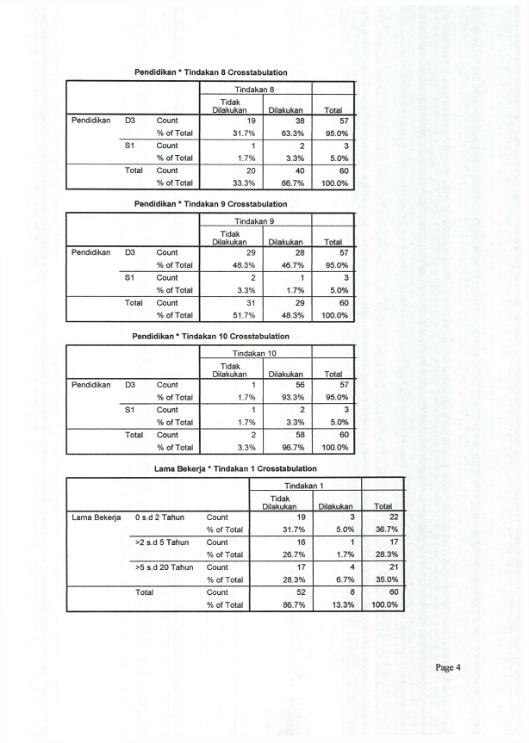 Pendidikan * Tindakan 8 Crosstabulation
Tindakan 8
Tidak Dilakukan Dilakukan Total
Pendidikan D3 Count 19 38 57
% of Total 31.7% 63.3% 95.0%
S1 Count 1 2 3
% of Total 1.7% 3.3% 5.0%
Total Count 20 40 60
% of Total 33.3% 66.7% 100.0%
Pendidikan * Tindakan 9 Crosstabulation
Tindakan 9
Tidak Dilakukan Dilakukan Total
Pendidikan D3 Count 29 28 57
% of Total 48.3% 46.7% 95.0%
S1 Count 2 1 3
% of Total 3.3% 1.7% 5.0%
Total Count 31 29 60
% of Total 51.7% 48.3% 100.0%
Pendidikan * Tindakan 10 Crosstabulation
Tindakan 10
Tidak Dilakukan Dilakukan Total
Pendidikan D3 Count 1 56 57
% of Total 1.7% 93.3% 95.0%
S1 Count 1 2 3
% of Total 1.7% 3.3% 5.0%
Total Count 2 58 60
% of Total 3.3% 96.7% 100.0%
Lama Bekerja * Tindakan 1 Crosstabulation
Tindakan 1
Tidak Dilakukan Dilakukan Total
Lama Bekerja 0 s.d 2 Tahun Count 19 3 22
% of Total 31.7% 5.0% 36.7%
>2 s.d 5 Tahun Count 16 1 17
% of Total 26.7% 1.7% 28.3%
>5 s.d 20 Tahun Count 17 4 21
% of Total 28.3% 6.7% 35.0%
Total Count 52 8 60
% of Total 86.7% 13.3% 100.0%
Page 4